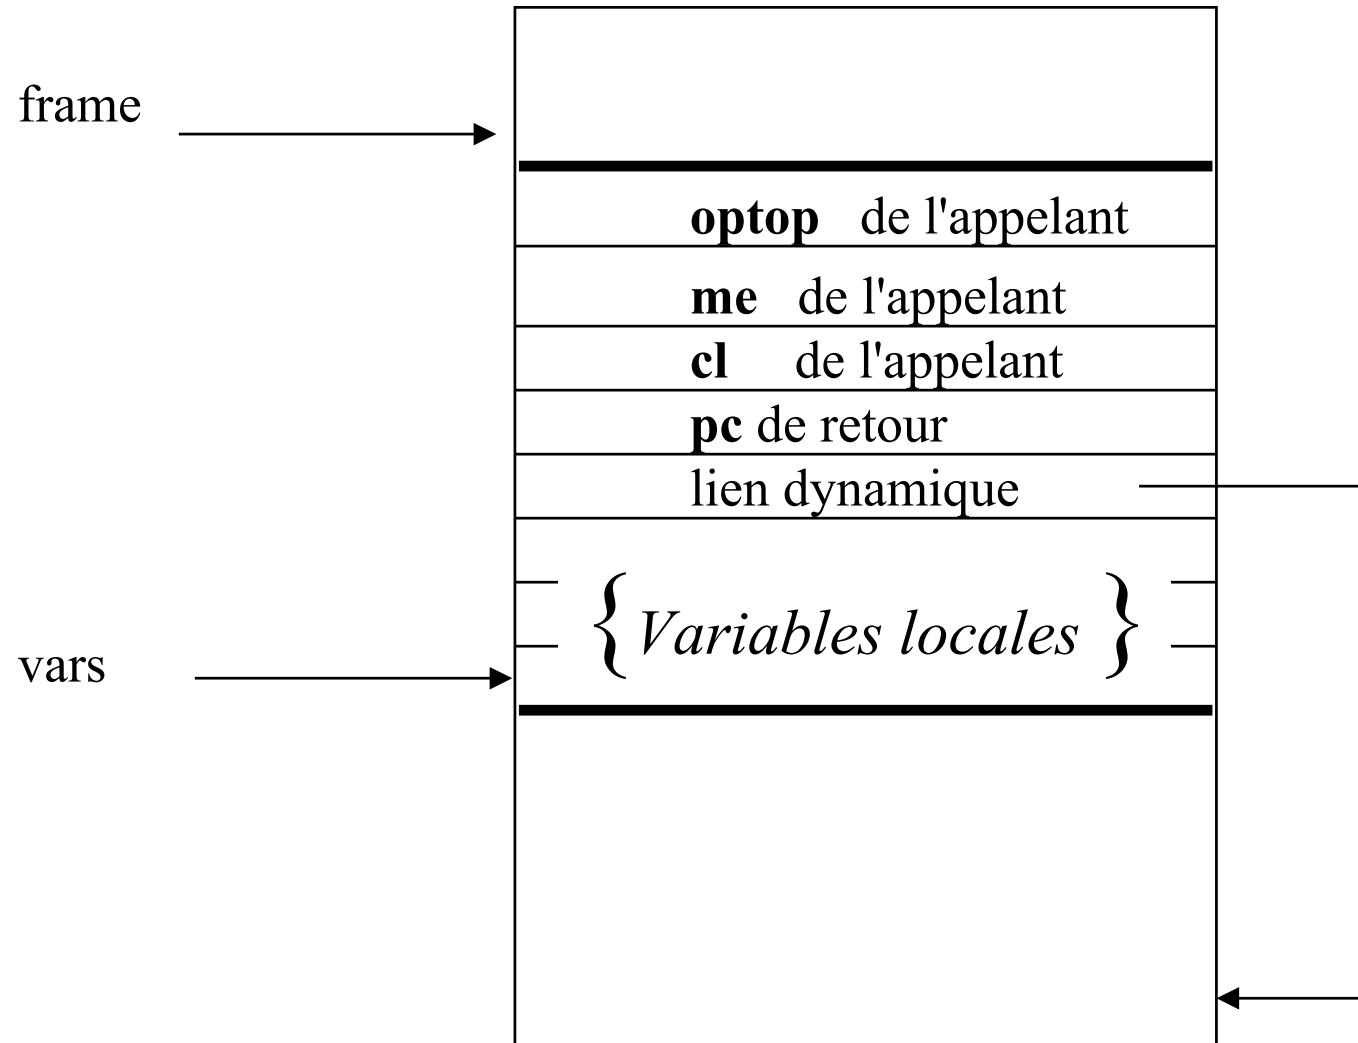 frame
optop de l'appelant
me de l'appelant
cl de l'appelant
pc de retour
lien dynamique
{Variables locales}
vars